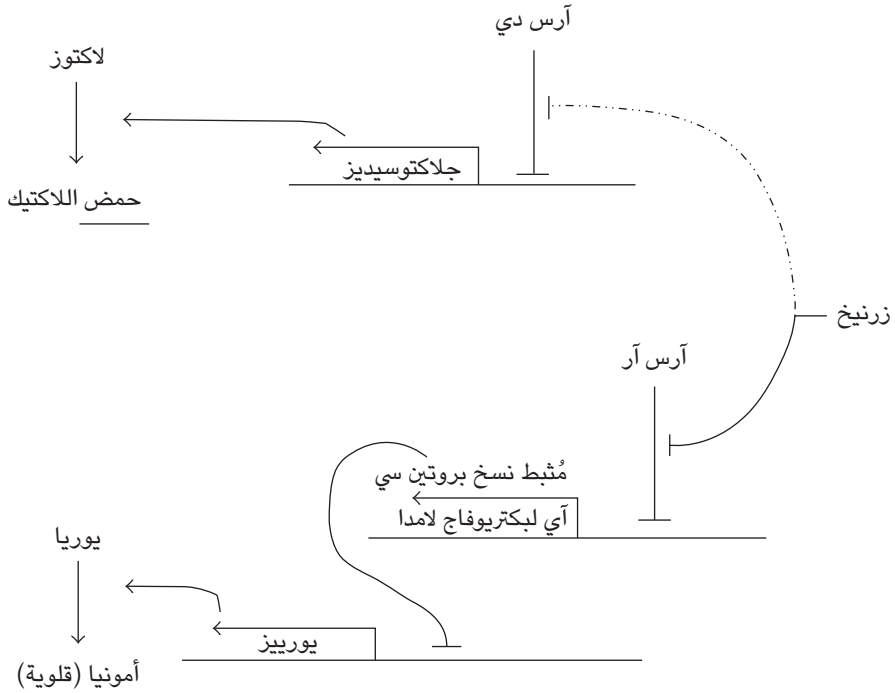 آرس دي
لاكتوز
جلاكتوسيديز
حمض اللاكتيك
زرنيخ
آرس آر
مُثبط نسخ بروتين سي
آي لبكتريوفاج لامدا
يوريا
يورييز
أمونيا (قلوية)